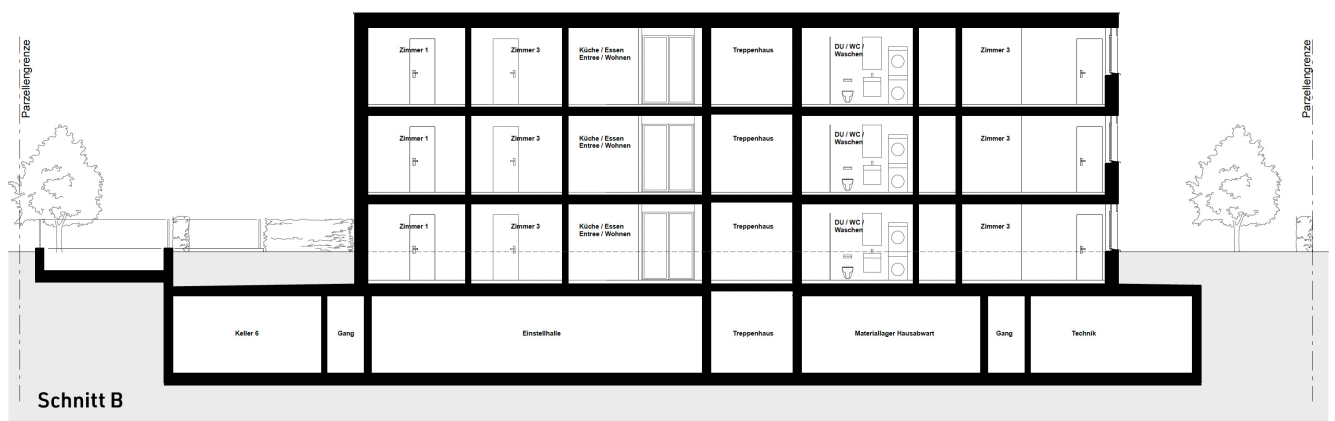 Parzellengrenze
Parzellengrenze
Zimmer 1
Zimmer 3
Küche / Essen
Entree / Wohnen
Treppenhaus
DU / WC /
Waschen
Zimmer 3
Zimmer 1
Zimmer 3
Küche / Essen
Entree / Wohnen
Treppenhaus
DU / WC /
Waschen
Zimmer 3
Zimmer 1
Zimmer 3
Küche / Essen
Entree / Wohnen
Treppenhaus
DU / WC /
Waschen
Zimmer 3
Keller 6
Gang
Einstellhalle
Treppenhaus
Materiallager Hausabwart
Gang
Technik
Schnitt B